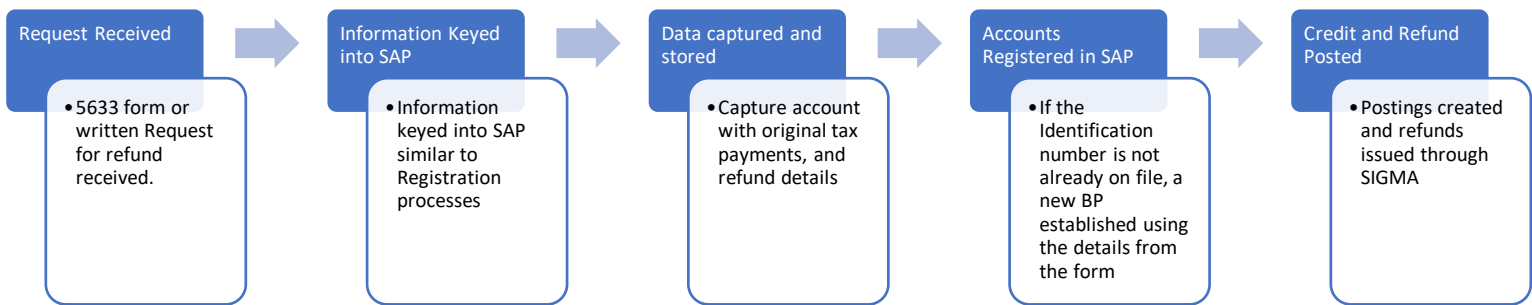 Request Received
• 5633 form or
written Request
for refund
received.
Information Keyed
into SAP
• Information
keyed into SAP
similar to
Registration
processes
Data captured and
stored
• Capture account
with original tax
payments, and
refund details
Accounts
Registered in SAP
• If the
Identification
number is not
already on file, a
new BP
established using
the details from
the form
Credit and Refund
Posted
• Postings created
and refunds
issued through
SIGMA